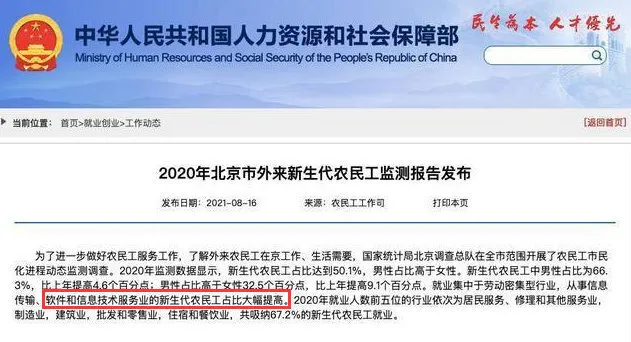 中华人民共和国人力资源和社会保障部
Ministry of Human Resources and Social Security of the People's Republic of China
民生为本 人才优先
当前位置： 首页>就业创业>工作动态
[返回首页]
2020年北京市外来新生代农民工监测报告发布
发布日期：2021-08-16 来源：农民工工作司 打印本页
为了进一步做好农民工服务工作，了解外来农民工在京工作、生活需要，国家统计局北京调查总队在全市范围开展了农民工市民
化进程动态监测调查。2020年监测数据显示，新生代农民工占比达到50.1%，男性占比高于女性。新生代农民工中男性占比为66.
3%，比上年提高4.6个百分点；男性占比高于女性32.5个百分点，比上年提高9.1个百分点。就业集中于劳动密集型行业，从事信息
传输、软件和信息技术服务业的新生代农民工占比大幅提高。2020年就业人数前五位的行业依次为居民服务、修理和其他服务业，
制造业，建筑业，批发和零售业，住宿和餐饮业，共吸纳67.2%的新生代农民工就业。